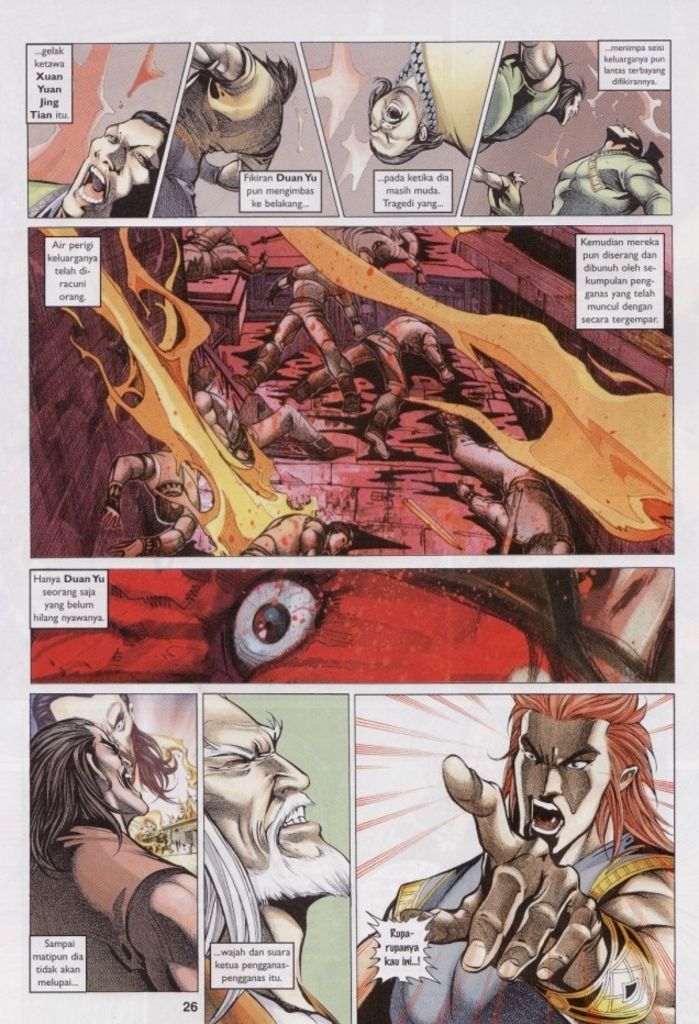 ...gelak
ketawa
Xuan
Yuan
Jing
Tian itu.
Fikiran Duan Yu
pun mengimbas
ke belakang...
...pada ketika dia
masih muda.
Tragedi yang...
...menimpa seisi
keluarganya pun
lantas terbayang
difikirannya.
Air perigi
keluarganya
telah di-
racuni
orang.
Kemudian mereka
pun diserang dan
dibunuh oleh se-
kumpulan peng-
ganas yang telah
muncul dengan
secara tergempar.
Hanya Duan Yu
seorang saja
yang belum
hilang nyawanya.
Sampai
matipun dia
tidak akan
melupai...
...wajah dan suara
ketua pengganas-
pengganas itu.
Rupa-
rupanya
kau ini...!
26